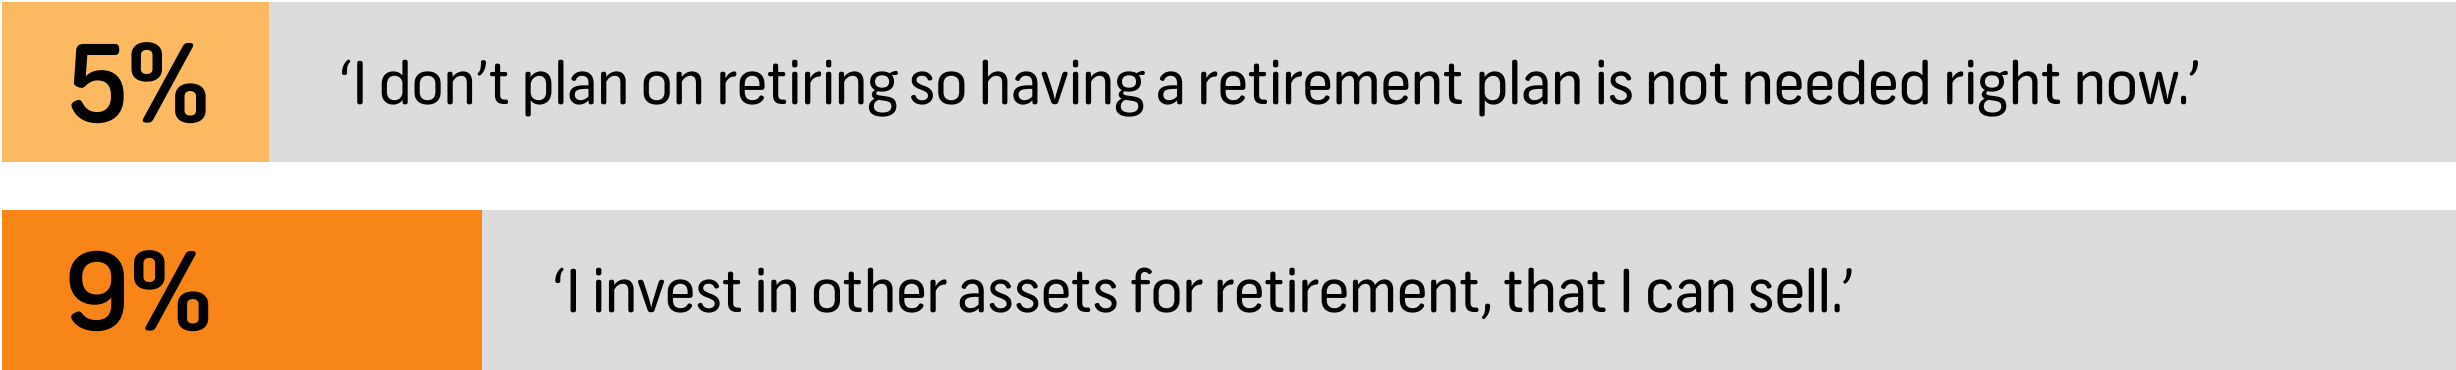 5% ‘I don’t plan on retiring so having a retirement plan is not needed right now.’
9% ‘I invest in other assets for retirement, that I can sell.’